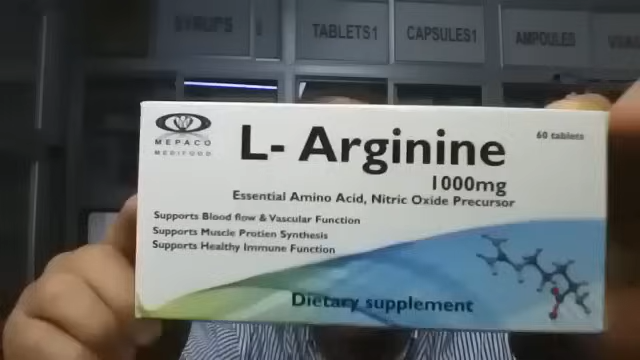 SYRUPS
TABLETS1
CAPSULES1
AMPOULES
MEPACO
MEDIFOOD
L- Arginine
60 tablets
1000mg
Essential Amino Acid, Nitric Oxide Precursor
Supports Blood flow & Vascular Function
Supports Muscle Protien Synthesis
Supports Healthy Immune Function
Dietary supplement